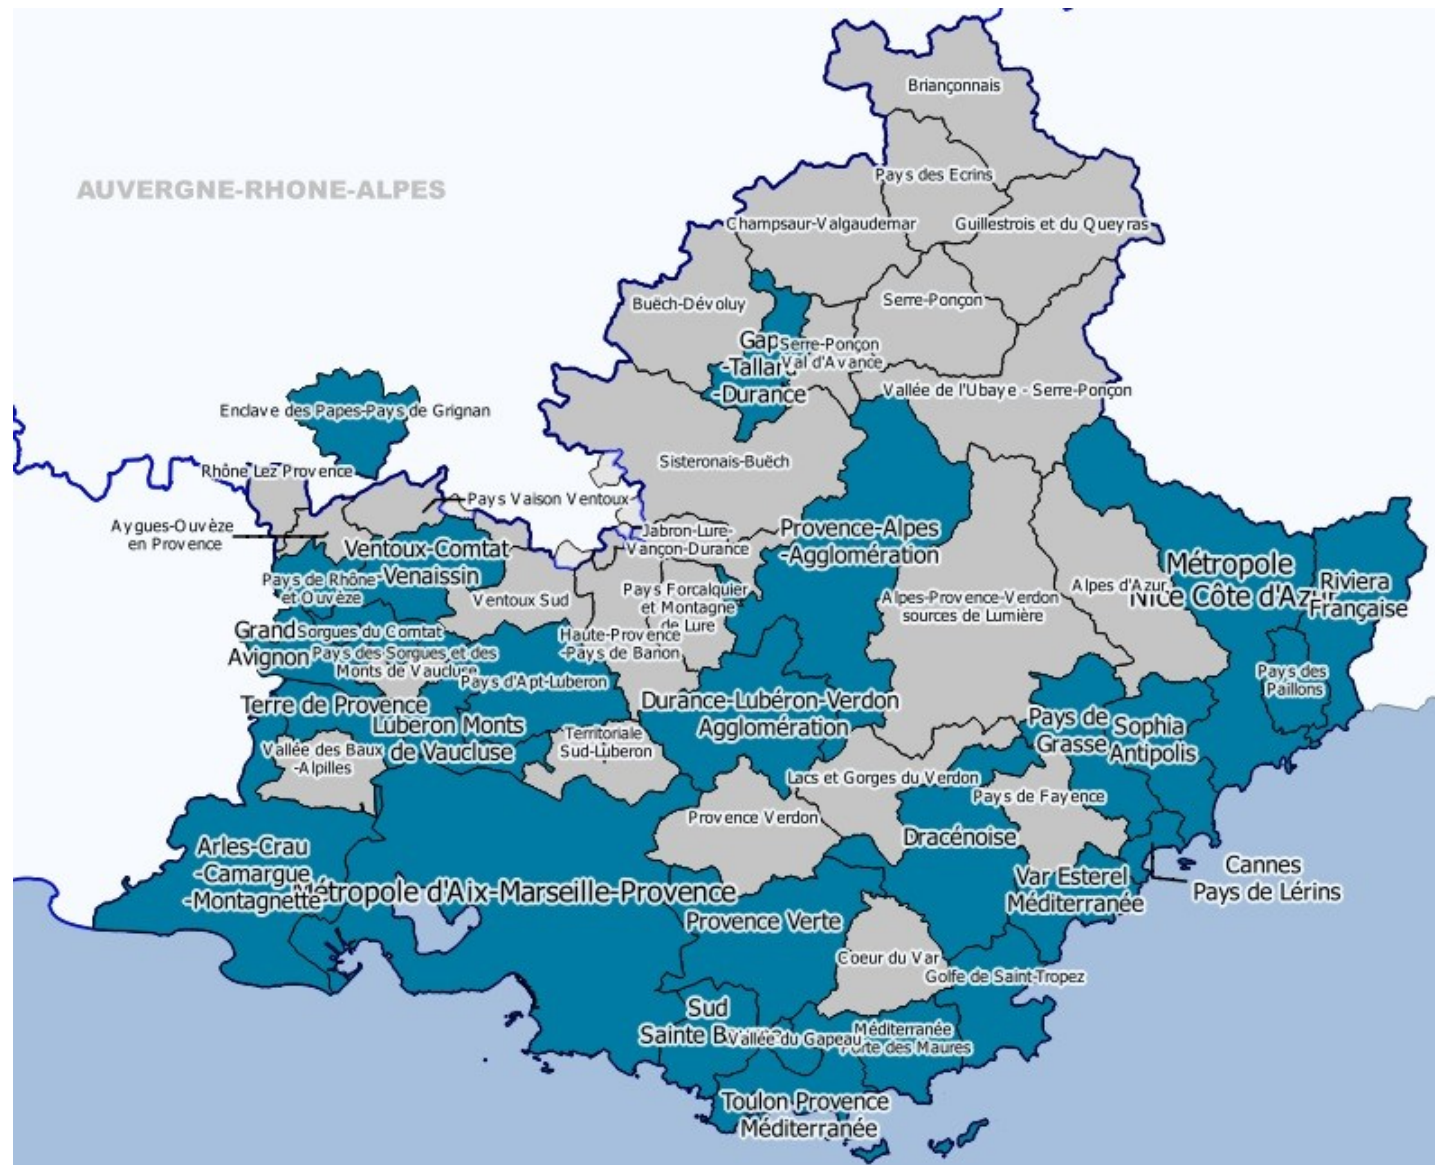 Briançonnais
AUVERGNE-RHONE-ALPES
Pays des Ecrins
Champsaur-Valgaudemar
Guillestrois et du Queyras
Buëch-Dévoluy
Serre-Ponçon
Gap
-Tallard
-Durance
Serre-Ponçon
Val d'Avance
Vallée de l'Ubaye - Serre-Ponçon
Enclave des Papes-Pays de Grignan
Sisteronais-Buëch
Rhône Lez Provence
Pays Vaison Ventoux
Aygues-Ouvèze
en Provence
Jabron-Lure-
Vançon-Durance
Provence-Alpes
-Agglomération
Ventoux-Comtat
-Venaissin
Métropole
Nice Côte d'Azur
Riviera
Française
Pays de Rhône
et Ouvèze
Ventoux Sud
Pays Forcalquier
et Montagne
de Lure
Alpes-Provence-Verdon
sources de Lumière
Alpes d'Azur
Grand
Avignon
Sorgues du Comtat
Pays des Sorgues et des
Monts de Vaucluse
Haute-Provence
-Pays de Banon
Pays d'Apt-Luberon
Pays des
Paillons
Terre de Provence
Luberon Monts
de Vaucluse
Durance-Lubéron-Verdon
Agglomération
Pays de
Grasse
Sophia
Antipolis
Vallée des Baux
-Alpilles
Territoriale
Sud-Luberon
Lacs et Gorges du Verdon
Pays de Fayence
Provence Verdon
Dracénoise
Arles-Crau
-Camargue
-Montagnette
Métropole d'Aix-Marseille-Provence
Var Esterel
Méditerranée
Cannes
Pays de Lérins
Provence Verte
Coeur du Var
Golfe de Saint-Tropez
Sud
Sainte B
Vallée du Gapeau
Méditerranée
Porte des Maures
Toulon Provence
Méditerranée